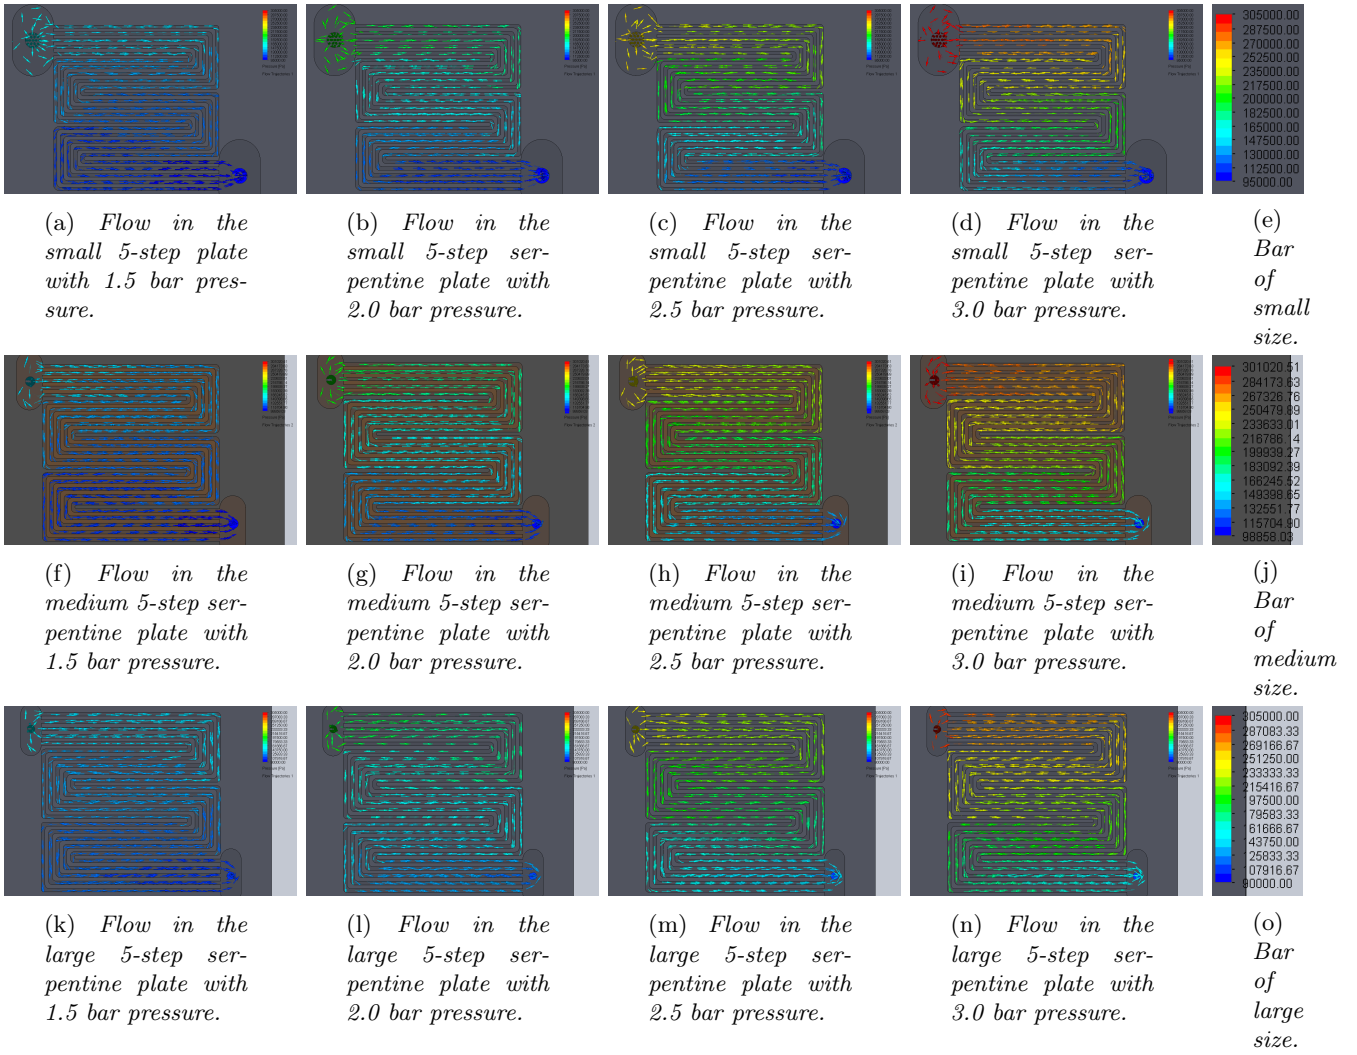 305000.00
287500.00
270000.00
252500.00
235000.00
217500.00
200000.00
182500.00
165000.00
147500.00
130000.00
112500.00
95000.00
(a) Flow in the
small 5-step plate
with 1.5 bar pres-
sure.
(b) Flow in the
small 5-step ser-
pentine plate with
2.0 bar pressure.
(c) Flow in the
small 5-step ser-
pentine plate with
2.5 bar pressure.
(d) Flow in the
small 5-step ser-
pentine plate with
3.0 bar pressure.
(e)
Bar
of
small
size.
301020.51
284173.63
267326.76
250479.89
233633.01
216786.14
199939.27
183092.39
166245.52
149398.65
132551.77
115704.90
98858.03
(f) Flow in the
medium 5-step ser-
pentine plate with
1.5 bar pressure.
(g) Flow in the
medium 5-step ser-
pentine plate with
2.0 bar pressure.
(h) Flow in the
medium 5-step ser-
pentine plate with
2.5 bar pressure.
(i) Flow in the
medium 5-step ser-
pentine plate with
3.0 bar pressure.
(j)
Bar
of
medium
size.
305000.00
287083.33
269166.67
251250.00
233333.33
215416.67
197500.00
179583.33
161666.67
143750.00
125833.33
107916.67
90000.00
(k) Flow in the
large 5-step ser-
pentine plate with
1.5 bar pressure.
(l) Flow in the
large 5-step ser-
pentine plate with
2.0 bar pressure.
(m) Flow in the
large 5-step ser-
pentine plate with
2.5 bar pressure.
(n) Flow in the
large 5-step ser-
pentine plate with
3.0 bar pressure.
(o)
Bar
of
large
size.